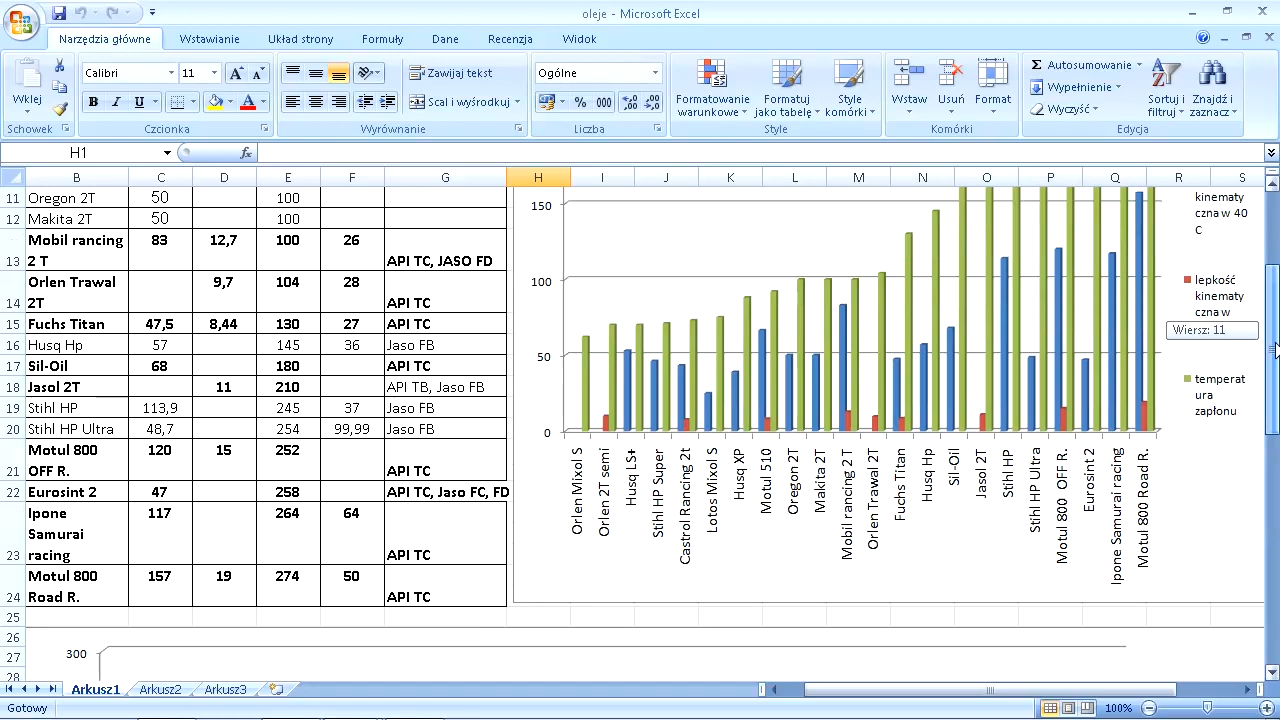 oleje - Microsoft Excel
Narzędzia główne Wstawianie Układ strony Formuły Dane Recenzja Widok
Wklej
Calibri 11
B I U
Zawijaj tekst
Scal i wyśrodkuj
Ogólne
% 000
Formatowanie warunkowe
Formatuj jako tabelę
Style komórki
Wstaw Usuń Format
Autosumowanie
Wypełnienie
Wyczyść
Sortuj i filtruj
Znajdź i zaznacz
Schowek Czcionka Wyrównanie Liczba Style Komórki Edycja
H1 fx
B C D E F G H I J K L M N O P Q R S
11 Oregon 2T 50 100
12 Makita 2T 50 100
13 Mobil rancing 2 T 83 12,7 100 26 API TC, JASO FD
14 Orlen Trawal 2T 9,7 104 28 API TC
15 Fuchs Titan 47,5 8,44 130 27 API TC
16 Husq Hp 57 145 36 Jaso FB
17 Sil-Oil 68 180 API TC
18 Jasol 2T 11 210 API TB, Jaso FB
19 Stihl HP 113,9 245 37 Jaso FB
20 Stihl HP Ultra 48,7 254 99,99 Jaso FB
21 Motul 800 OFF R. 120 15 252 API TC
22 Eurosint 2 47 258 API TC, Jaso FC, FD
23 Ipone Samurai racing 117 264 64 API TC
24 Motul 800 Road R. 157 19 274 50 API TC
25
26
27
28
300
150
100
50
0
Orlen Mixol S
Orlen 2T semi
Husq LS+
Stihl HP Super
Castrol Rancing 2t
Lotos Mixol S
Husq XP
Motul 510
Oregon 2T
Makita 2T
Mobil rancing 2 T
Orlen Trawal 2T
Fuchs Titan
Husq Hp
Sil-Oil
Jasol 2T
Stihl HP
Stihl HP Ultra
Motul 800 OFF R.
Eurosint 2
Ipone Samurai racing
Motul 800 Road R.
kinematy
czna w 40
C
lepkość
kinematy
czna w
Wiersz: 11
temperat
ura
zapłonu
Arkusz1 Arkusz2 Arkusz3
Gotowy 100%